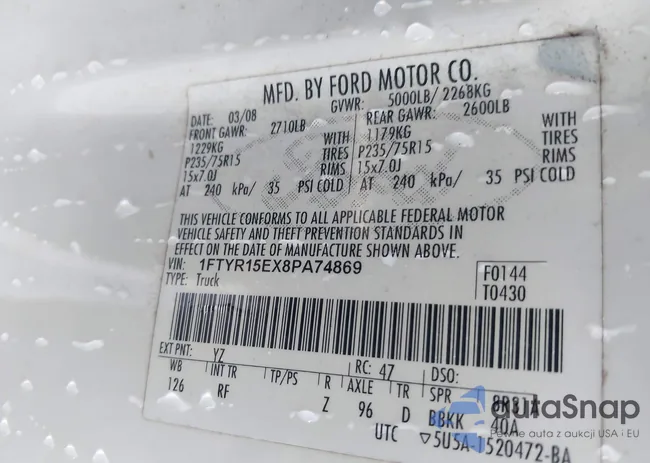 MFD. BY FORD MOTOR CO.
DATE: 03/08 GVWR: 5000LB/ 2268KG
FRONT GAWR: 2710LB REAR GAWR: 2600LB
1229KG WITH 1179KG WITH
P235/75R15 TIRES P235/75R15 TIRES
15x7.0J RIMS 15x7.0J RIMS
AT 240 kPa/ 35 PSI COLD AT 240 kPa/ 35 PSI COLD
THIS VEHICLE CONFORMS TO ALL APPLICABLE FEDERAL MOTOR
VEHICLE SAFETY AND THEFT PREVENTION STANDARDS IN
EFFECT ON THE DATE OF MANUFACTURE SHOWN ABOVE.
VIN: 1FTYR15EX8PA74869 F0144
TYPE: Truck T0430
EXT PNT: YZ RC: 47 DSO:
WB INT TR TP/PS R AXLE TR SPR
126 RF Z 96 D BBKK 40A
UTC ▽5U5A-1520472-BA
autoSnap
Pewne auta z aukcji USA i EU